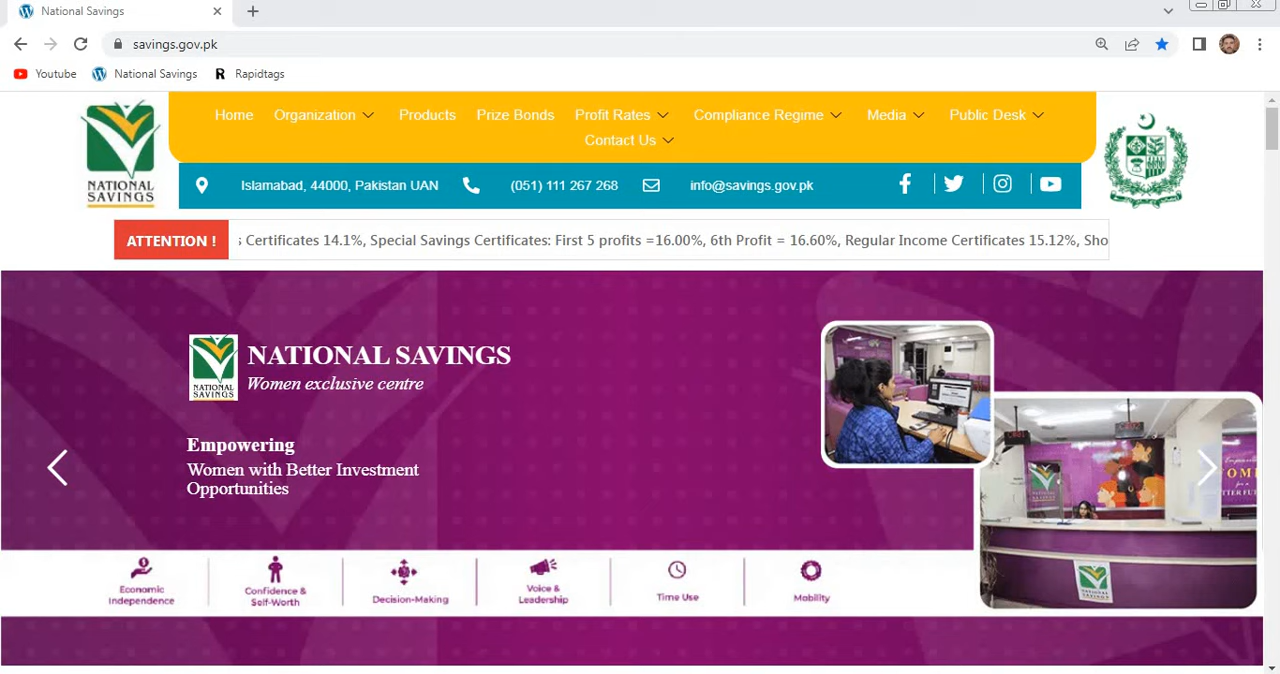 National Savings
savings.gov.pk
Youtube National Savings R Rapidtags
Home Organization Products Prize Bonds Profit Rates Compliance Regime Media Public Desk
Contact Us
NATIONAL
SAVINGS
Islamabad, 44000, Pakistan UAN (051) 111 267 268 info@savings.gov.pk
ATTENTION ! s Certificates 14.1%, Special Savings Certificates: First 5 profits =16.00%, 6th Profit = 16.60%, Regular Income Certificates 15.12%, Sho
NATIONAL SAVINGS
Women exclusive centre
NATIONAL
SAVINGS
Empowering
Women with Better Investment
Opportunities
Economic
Independence
Confidence &
Self-Worth
Decision-Making
Voice &
Leadership
Time Use
Mobility